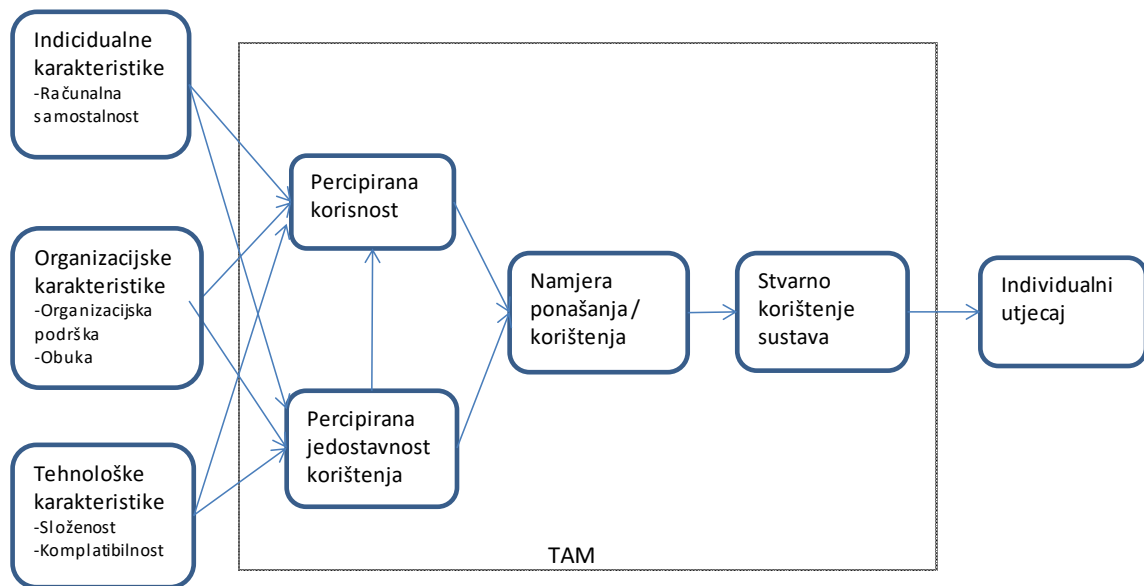 Indicidualne
karakteristike
-Računalna
samostalnost
Organizacijske
karakteristike
-Organizacijska
podrška
-Obuka
Tehnološke
karakteristike
-Složenost
-Komplatibilnost
Percipirana
korisnost
Percipirana
jedostavnost
korištenja
Namjera
ponašanja/
korištenja
Stvarno
korištenje
sustava
Individualni
utjecaj
TAM